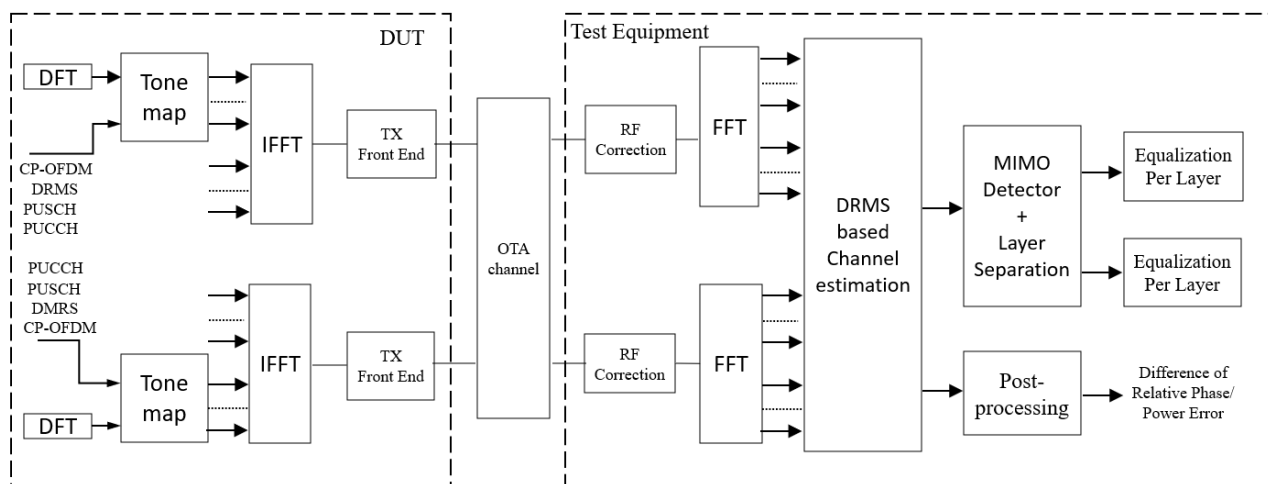 DUT
Test Equipment
DFT
Tone
map
CP-OFDM
DRMS
PUSCH
PUCCH
IFFT
TX
Front End
PUCCH
PUSCH
DMRS
CP-OFDM
DFT
Tone
map
IFFT
TX
Front End
OTA
channel
RF
Correction
FFT
RF
Correction
FFT
DRMS
based
Channel
estimation
MIMO
Detector
+
Layer
Separation
Equalization
Per Layer
Equalization
Per Layer
Post-
processing
Difference of
Relative Phase/
Power Error